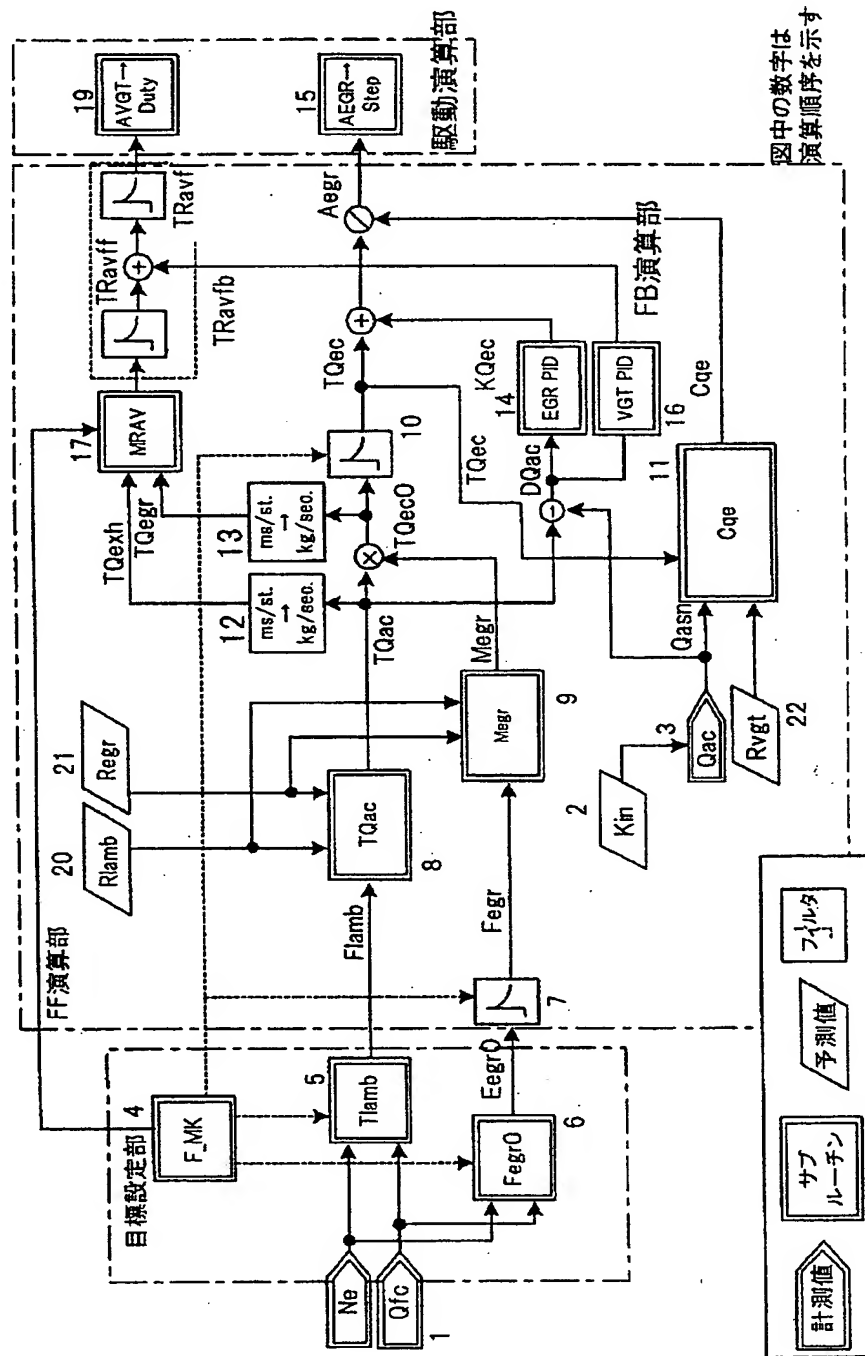 目標設定部
4
F_MK
Ne
Qfc
1
5
Tlamb
Fegr0
6
Flamb
Eegr0
7
Fegr
FF演算部
20
Rlamb
21
Regr
TQac
8
Megr
9
TQac
Megr
12
ms/st.
→
kg/sec.
13
ms/st.
→
kg/sec.
TQec0
10
TQexh
TQegr
17
MRAV
TRavff
TRavf
TRavfb
TQec
TQec
DQac
KQec
14
EGR PID
VGT PID
16
FB演算部
2
Kin
3
Qac
Qasn
Rvgt
22
Cqe
11
Cqe
Aegr
19
AVGT→
Duty
15
AEGR→
Step
駆動演算部
図中の数字は
演算順序を示す
計測値
サブ
ルーチン
予測値
フィルタ